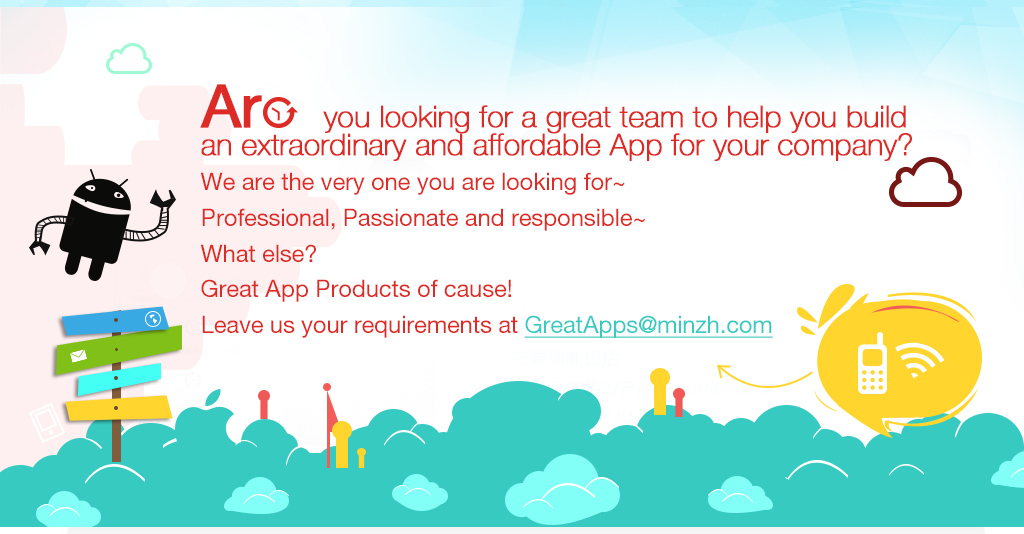 Are you looking for a great team to help you build
an extraordinary and affordable App for your company?
We are the very one you are looking for~
Professional, Passionate and responsible~
What else?
Great App Products of cause!
Leave us your requirements at GreatApps@minzh.com